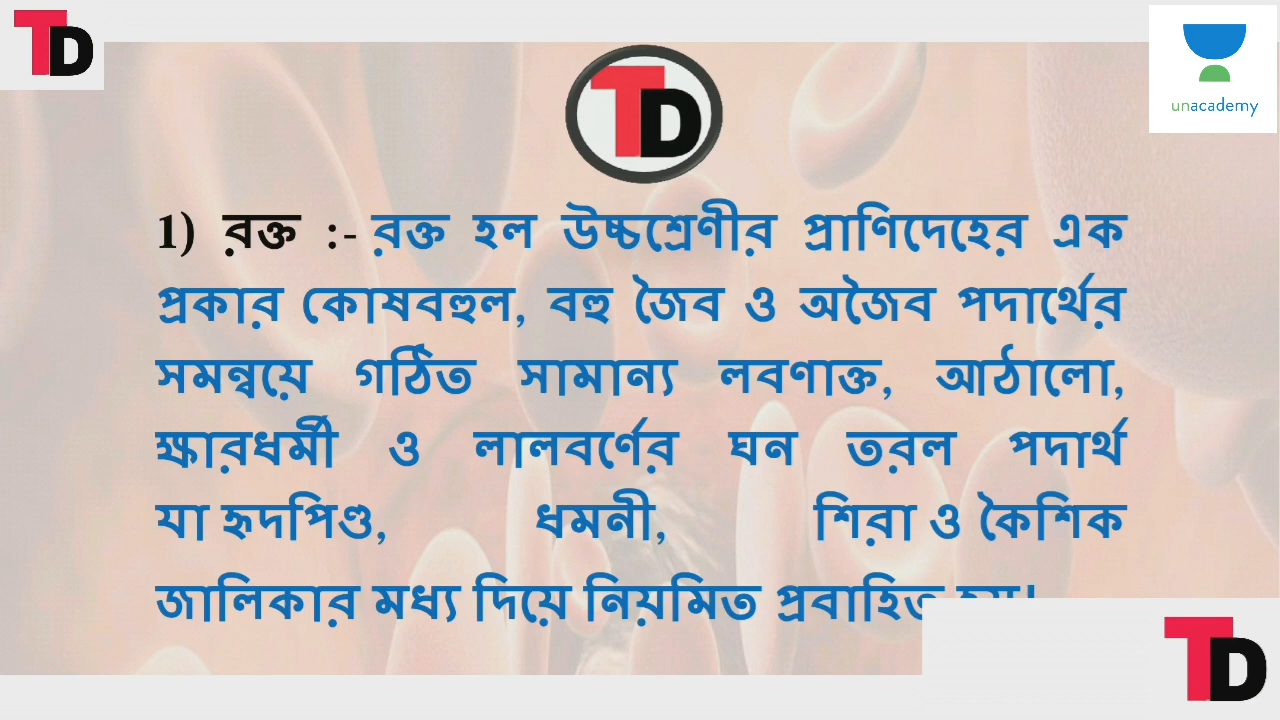 TD
unacademy
TD
1) রক্ত :- রক্ত হল উচ্চশ্রেণীর প্রাণিদেহের এক
প্রকার কোষবহুল, বহু জৈব ও অজৈব পদার্থের
সমন্বয়ে গঠিত সামান্য লবণাক্ত, আঠালো,
ক্ষারধর্মী ও লালবর্ণের ঘন তরল পদার্থ
যা হৃদপিণ্ড, ধমনী, শিরা ও কৈশিক
জালিকার মধ্য দিয়ে নিয়মিত প্রবাহিত
TD